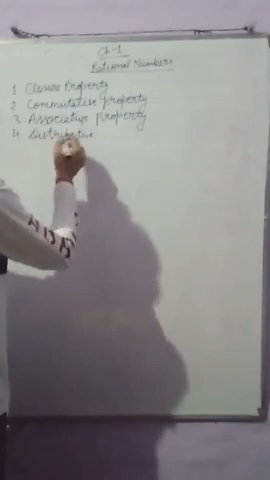 Ch-1
Rational Numbers
1 Closure Property
2 Commutative property
3 Associative property
4 Distributive